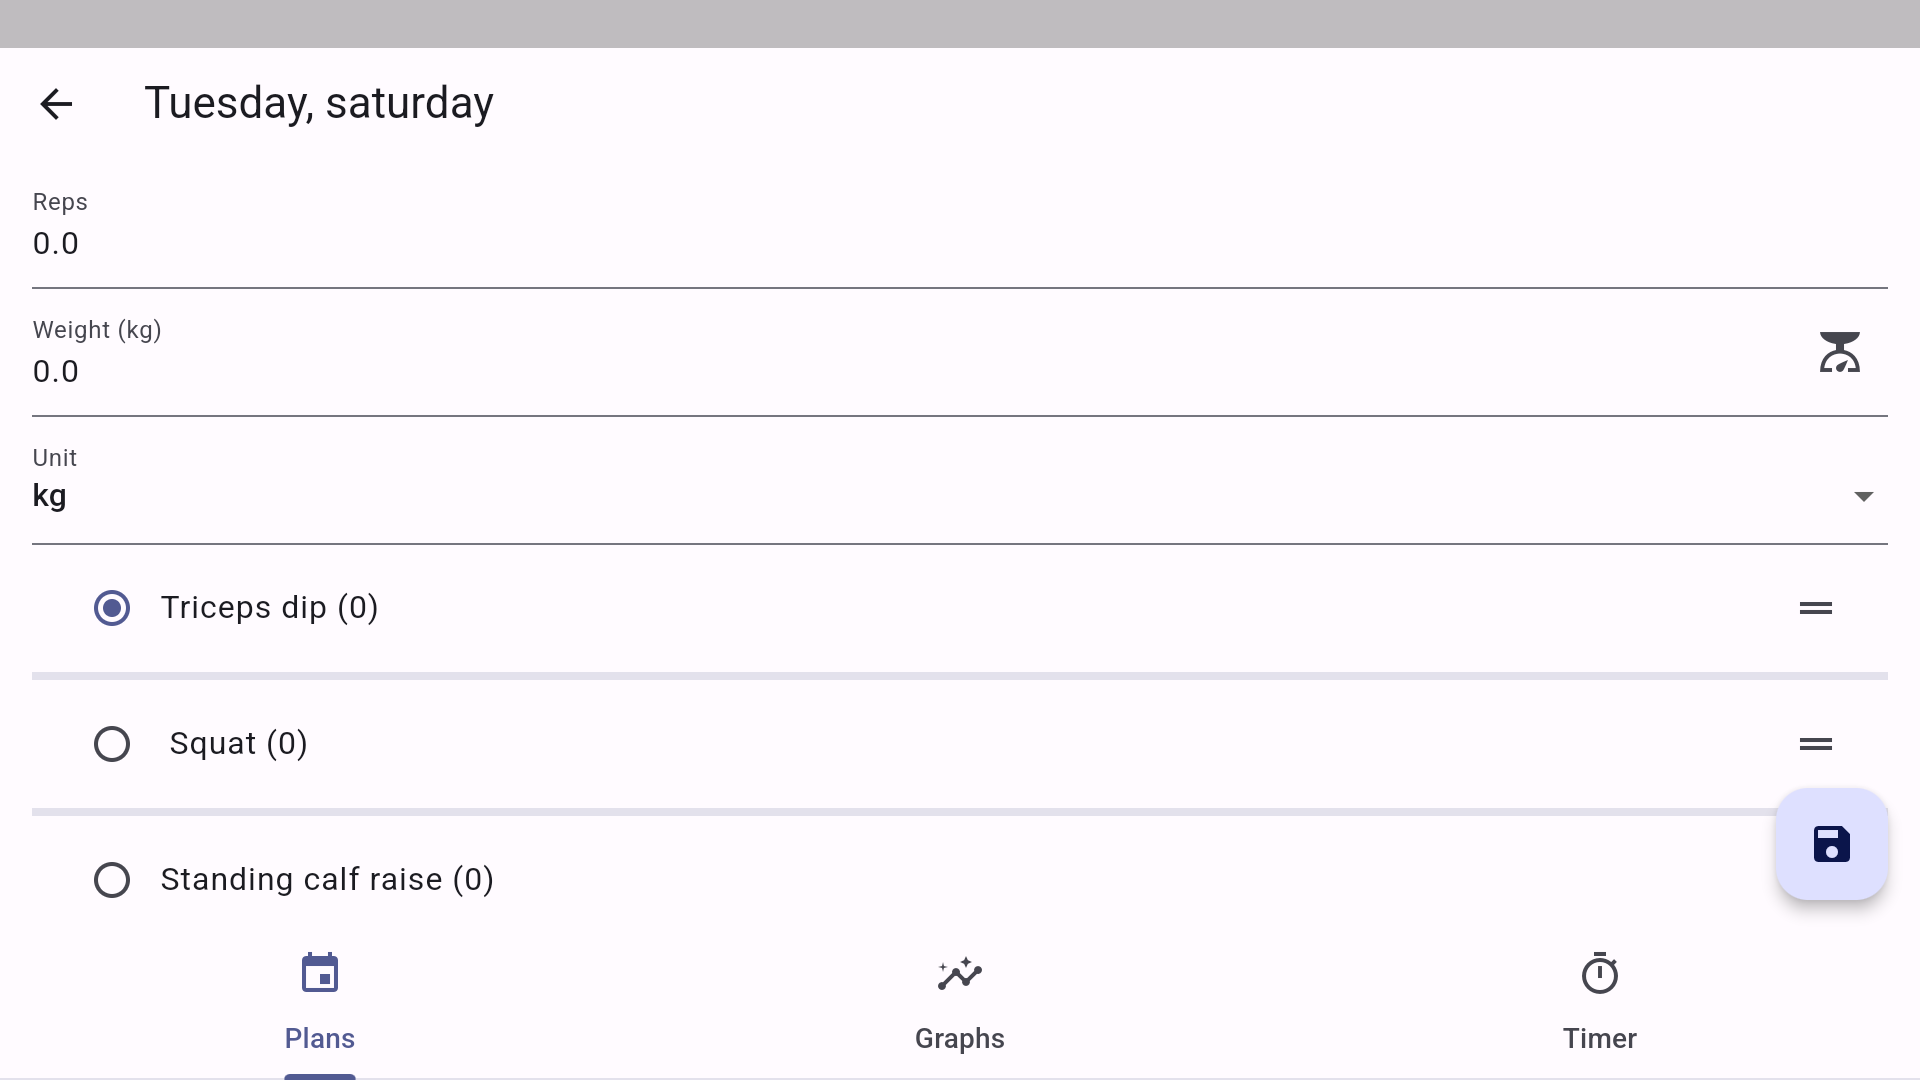 Tuesday, saturday
Reps
0.0
Weight (kg)
0.0
Unit
kg
Triceps dip (0)
Squat (0)
Standing calf raise (0)
Plans
Graphs
Timer